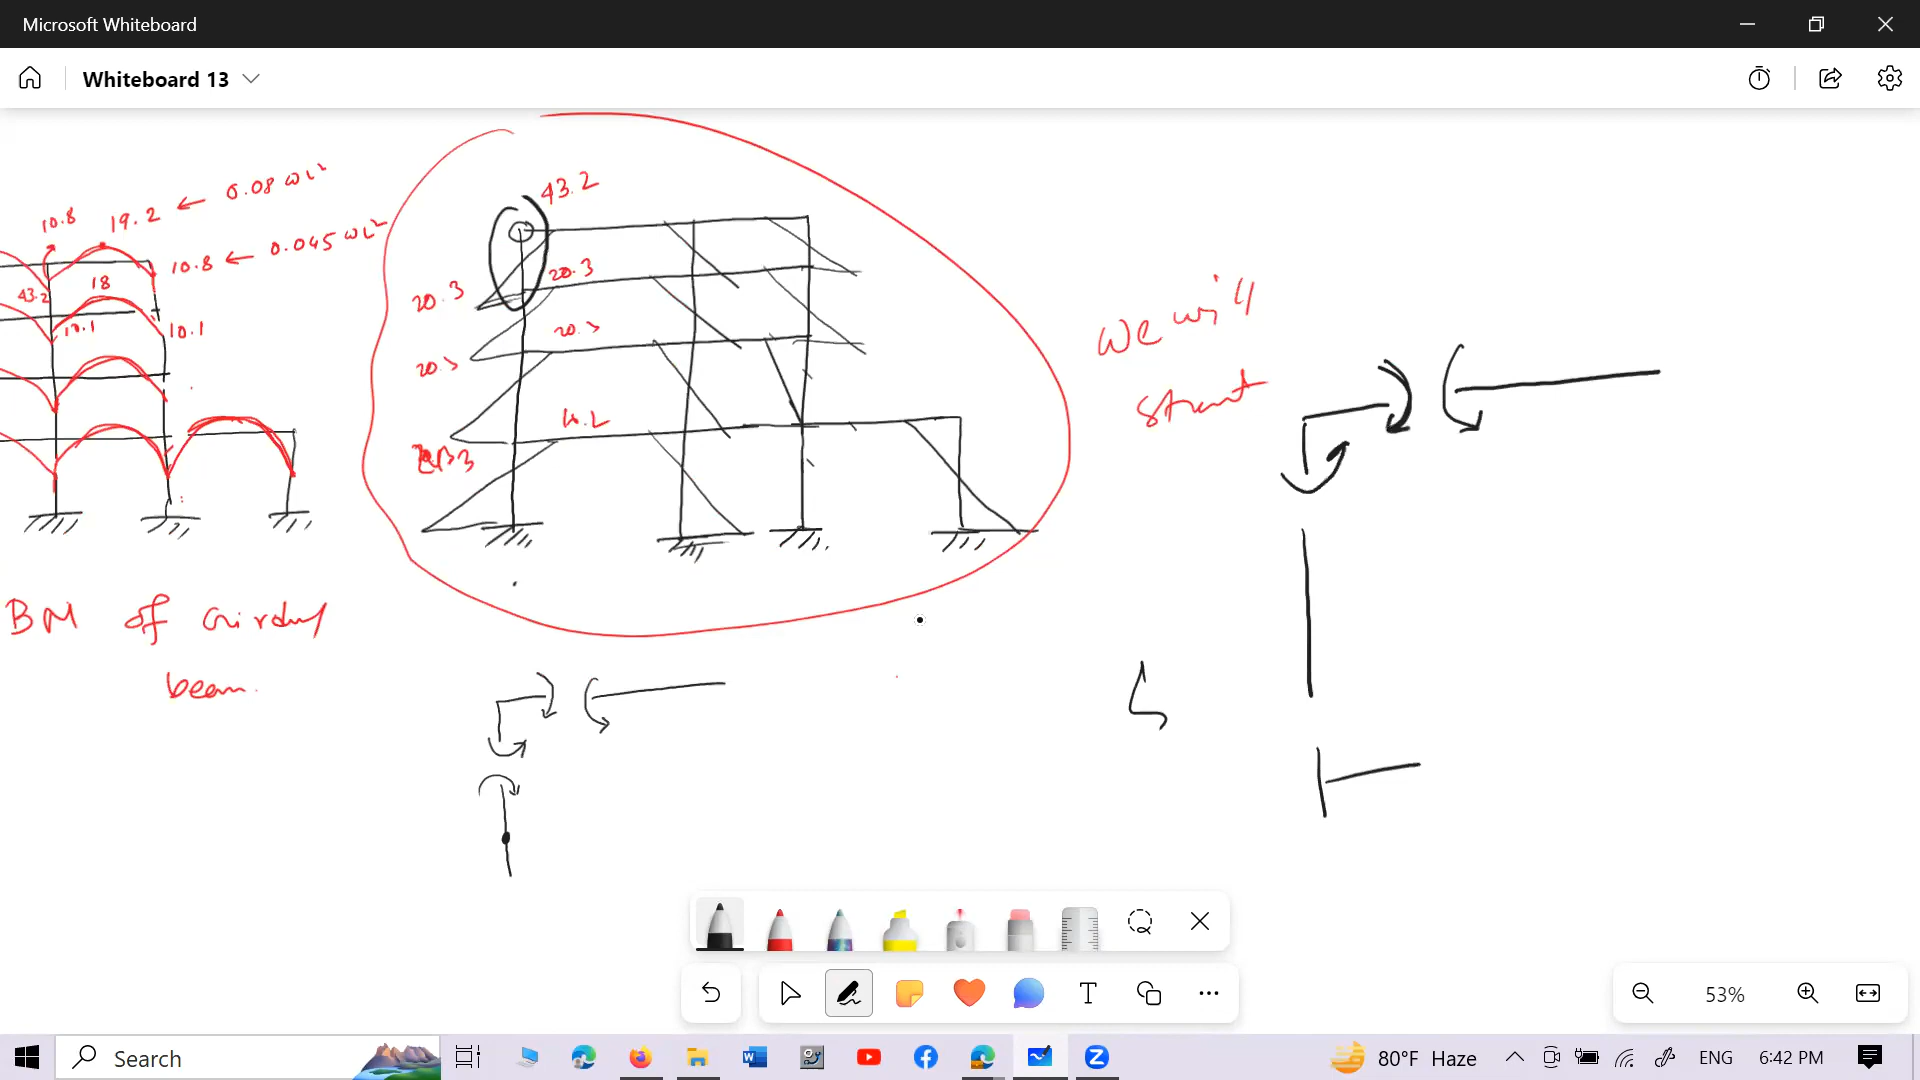 Microsoft Whiteboard
Whiteboard 13
10.8
19.2 ← 0.08 ωL²
10.8 ← 0.045 ωL²
43.2
18
10.1
10.1
43.2
20.3
20.3
20.3
20.3
BM of Girder
beam.
We will
start
T
53%
Search
80°F Haze
ENG
6:42 PM